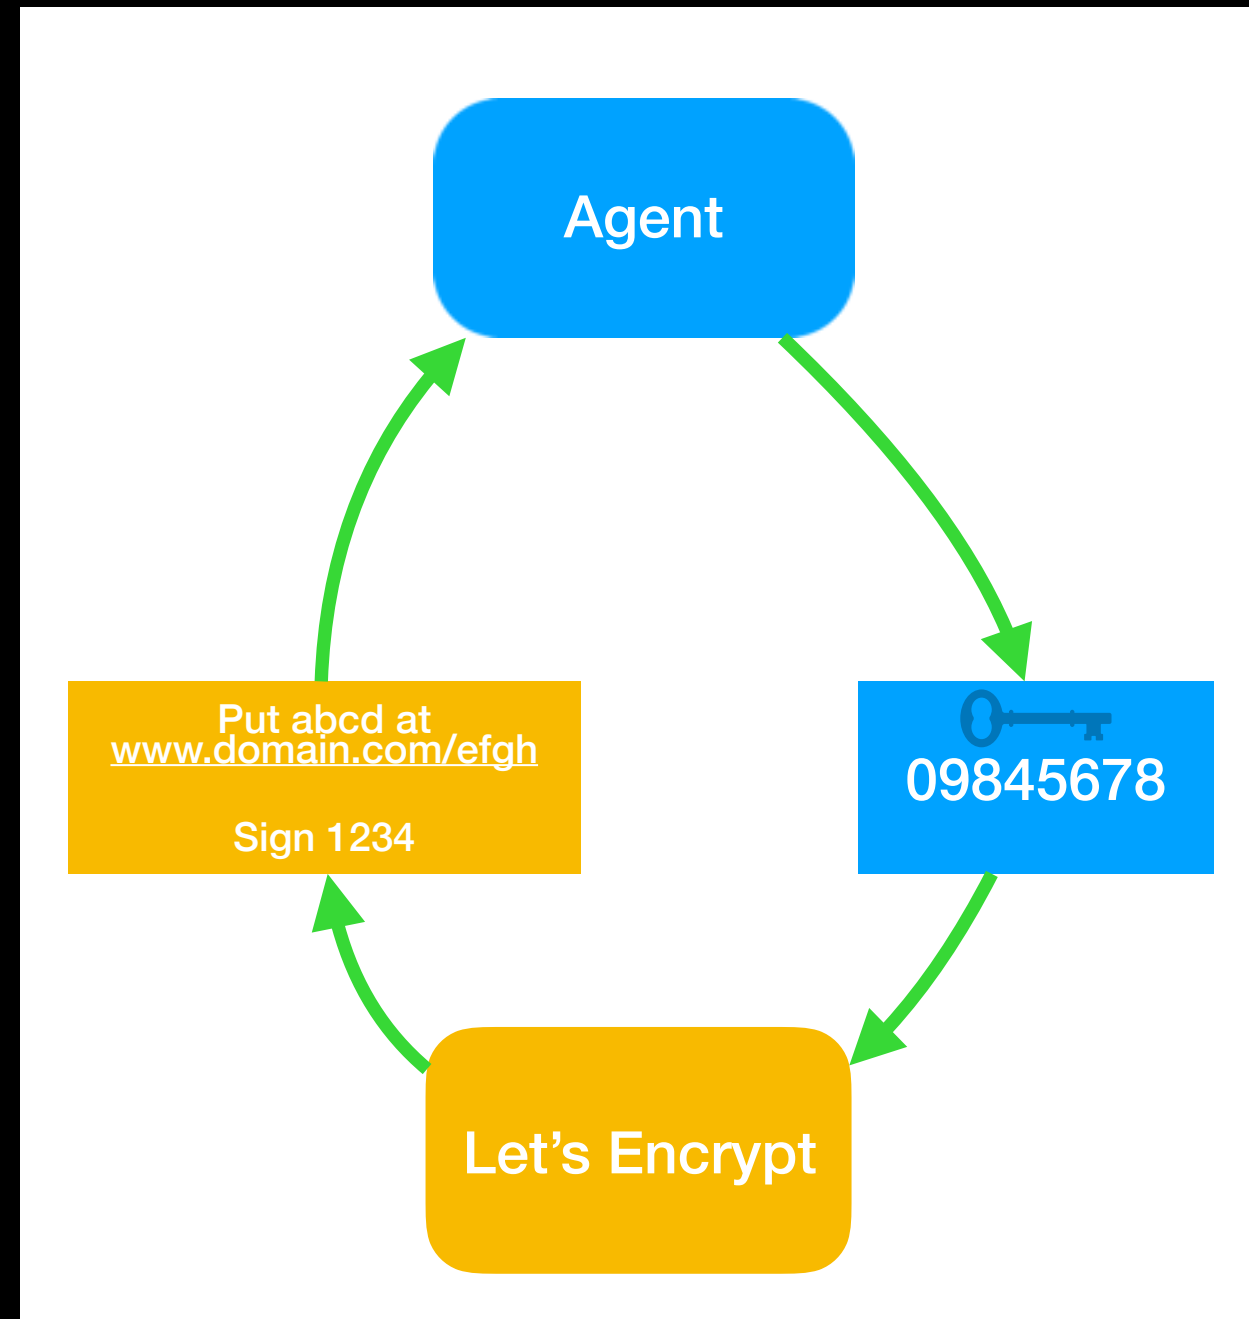 Agent
Put abcd at
www.domain.com/efgh
Sign 1234
09845678
Let’s Encrypt